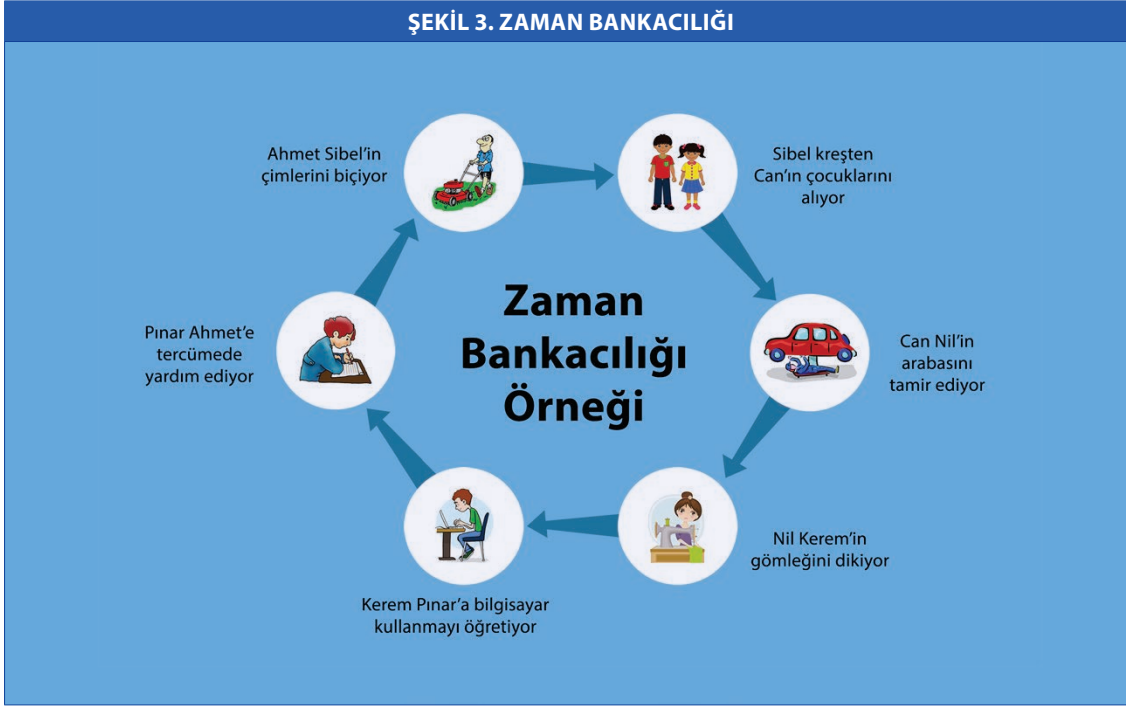 ŞEKİL 3. ZAMAN BANKACILIĞI
Ahmet Sibel’in
çimlerini biçiyor
Sibel kreşten
Can’ın çocuklarını
alıyor
Zaman
Bankacılığı
Örneği
Pınar Ahmet’e
tercümede
yardım ediyor
Can Nil’in
arabasını
tamir ediyor
Nil Kerem’in
gömleğini dikiyor
Kerem Pınar’a bilgisayar
kullanmayı öğretiyor